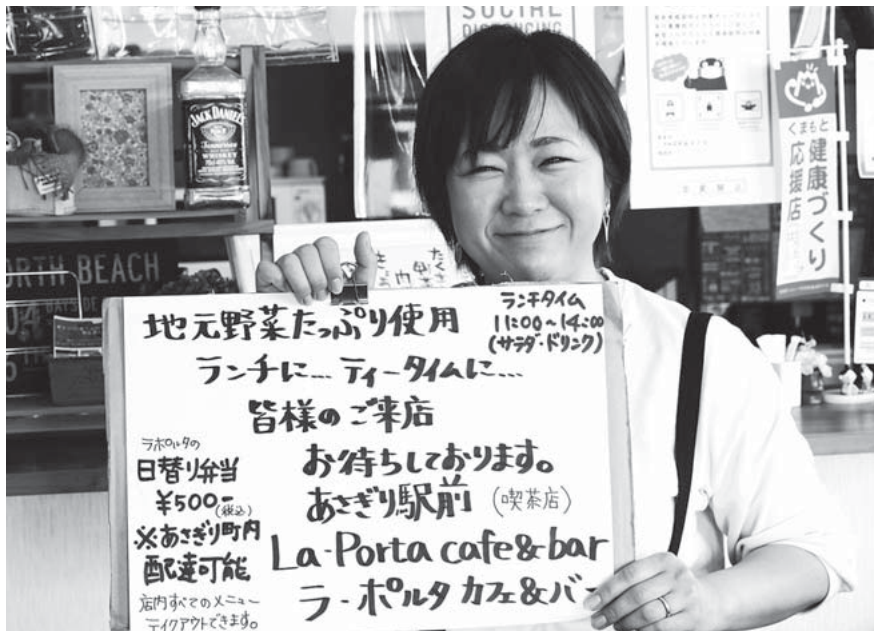 SOCIAL
DISTANCING
JACK DANIEL'S
Tennessee
WHISKEY
くまもと
健康づくり
応援店
NORTH BEACH
地元野菜たっぷり使用
ランチタイム
11:00〜14:00
(サラダ・ドリンク)
ランチに... ティータイムに...
皆様のご来店
お待ちしております。
あさぎり駅前 (喫茶店)
La-Porta cafe&bar
ラ-ポルタ カフェ&バー
ラポルタの
日替り弁当
¥500-
(税込)
※あさぎり町内
配達可能
店内すべてのメニュー
テイクアウトできます。